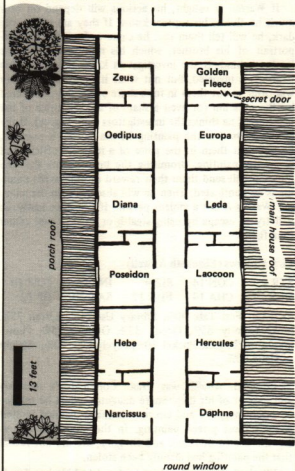 Zeus
Golden
Fleece
secret door
Oedipus
Europa
Diana
Leda
porch roof
main house roof
Poseidon
Laocoon
Hebe
Hercules
13 feet
Narcissus
Daphne
round window